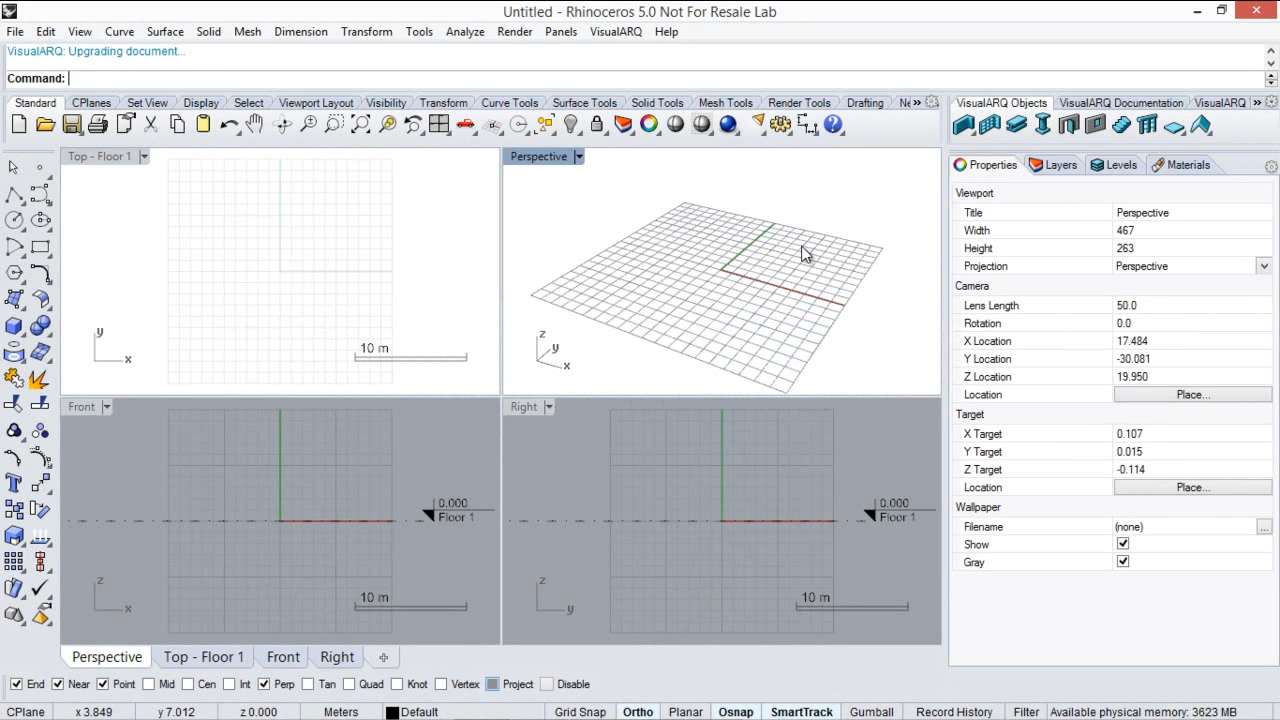 Untitled - Rhinoceros 5.0 Not For Resale Lab
File Edit View Curve Surface Solid Mesh Dimension Transform Tools Analyze Render Panels VisualARQ Help
VisualARQ: Upgrading document...
Command:
Standard CPlanes Set View Display Select Viewport Layout Visibility Transform Curve Tools Surface Tools Solid Tools Mesh Tools Render Tools Drafting Ne »
VisualARQ Objects VisualARQ Documentation VisualARQ »
Top - Floor 1
Perspective
Properties Layers Levels Materials
Viewport
Title Perspective
Width 467
Height 263
Projection Perspective
Camera
Lens Length 50.0
Rotation 0.0
X Location 17.484
Y Location -30.081
Z Location 19.950
Location Place...
Target
X Target 0.107
Y Target 0.015
Z Target -0.114
Location Place...
Wallpaper
Filename (none) ...
Show
Gray
y
x
10 m
z
y
x
Front
Right
0.000
Floor 1
0.000
Floor 1
z
x
10 m
z
y
10 m
Perspective Top - Floor 1 Front Right
End Near Point Mid Cen Int Perp Tan Quad Knot Vertex Project Disable
CPlane x 3.849 y 7.012 z 0.000 Meters Default Grid Snap Ortho Planar Osnap SmartTrack Gumball Record History Filter Available physical memory: 3623 MB